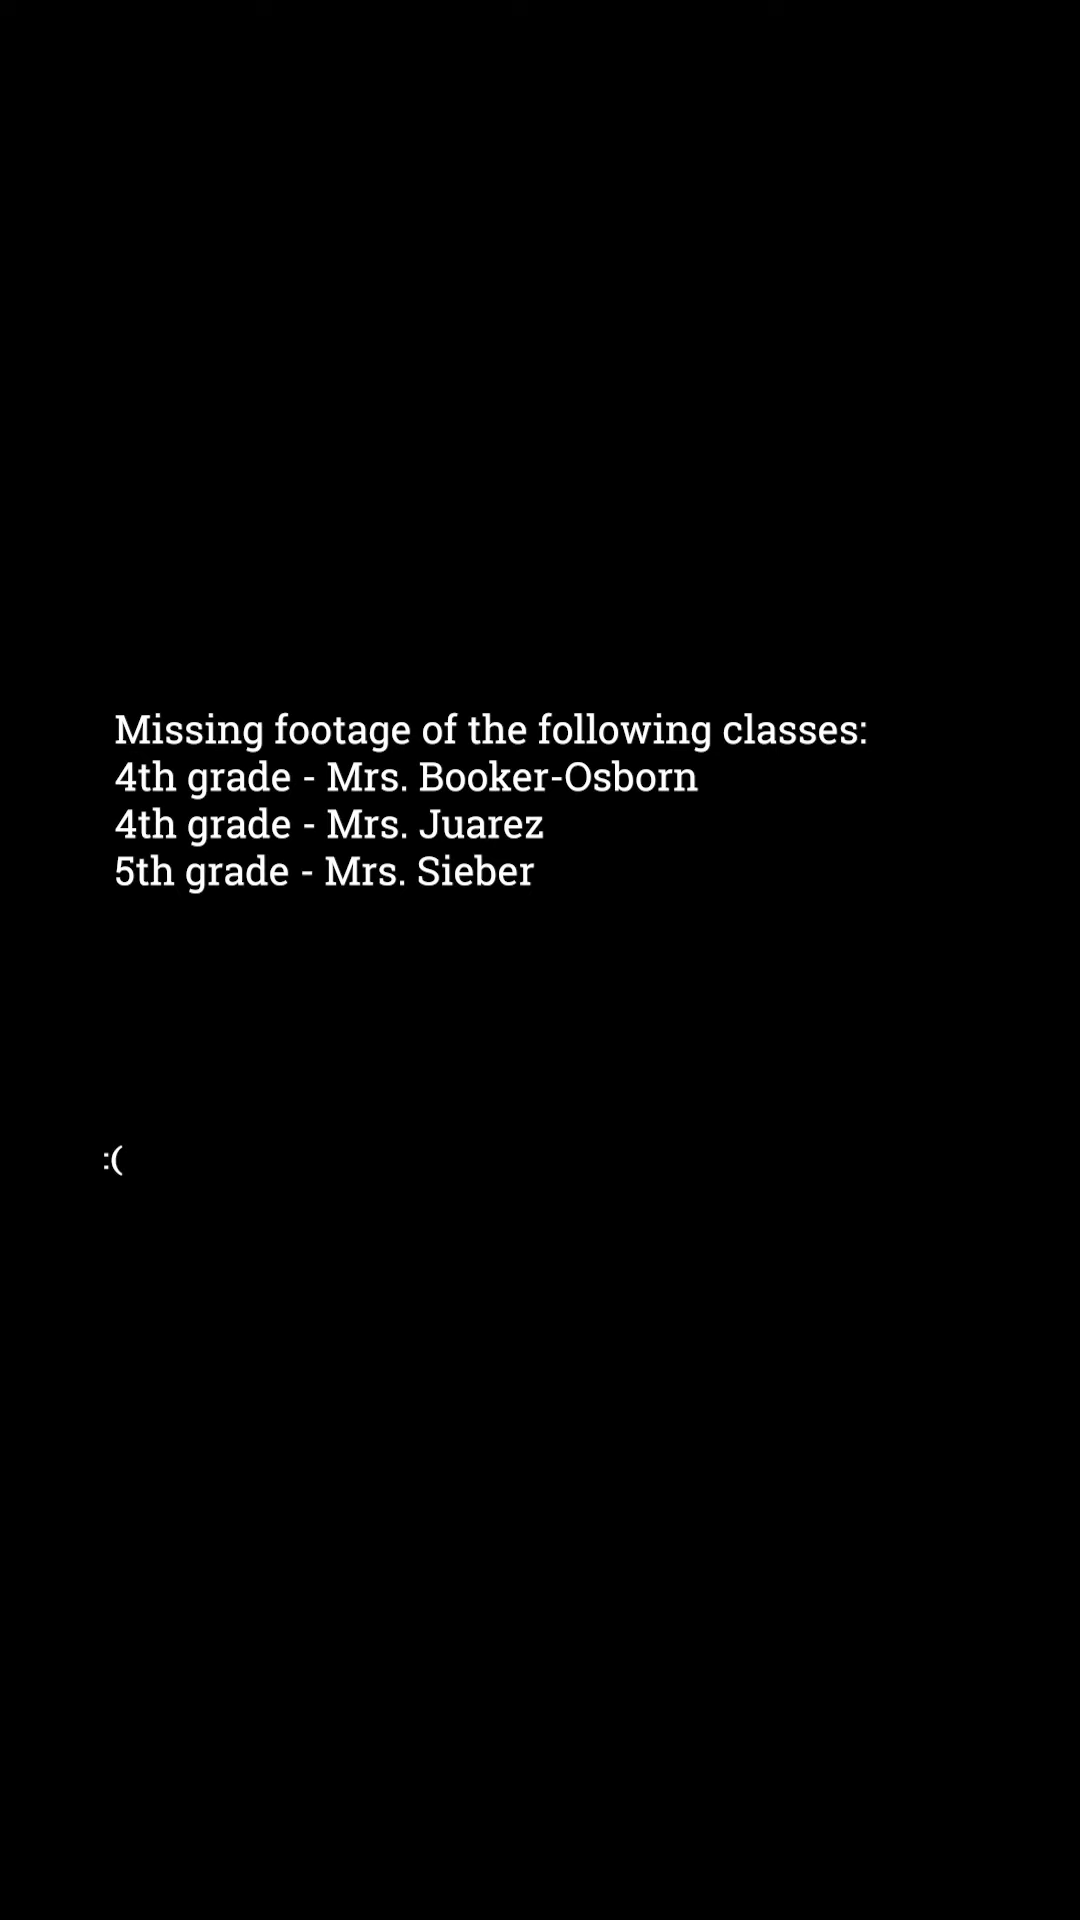 Missing footage of the following classes:
4th grade - Mrs. Booker-Osborn
4th grade - Mrs. Juarez
5th grade - Mrs. Sieber
:(